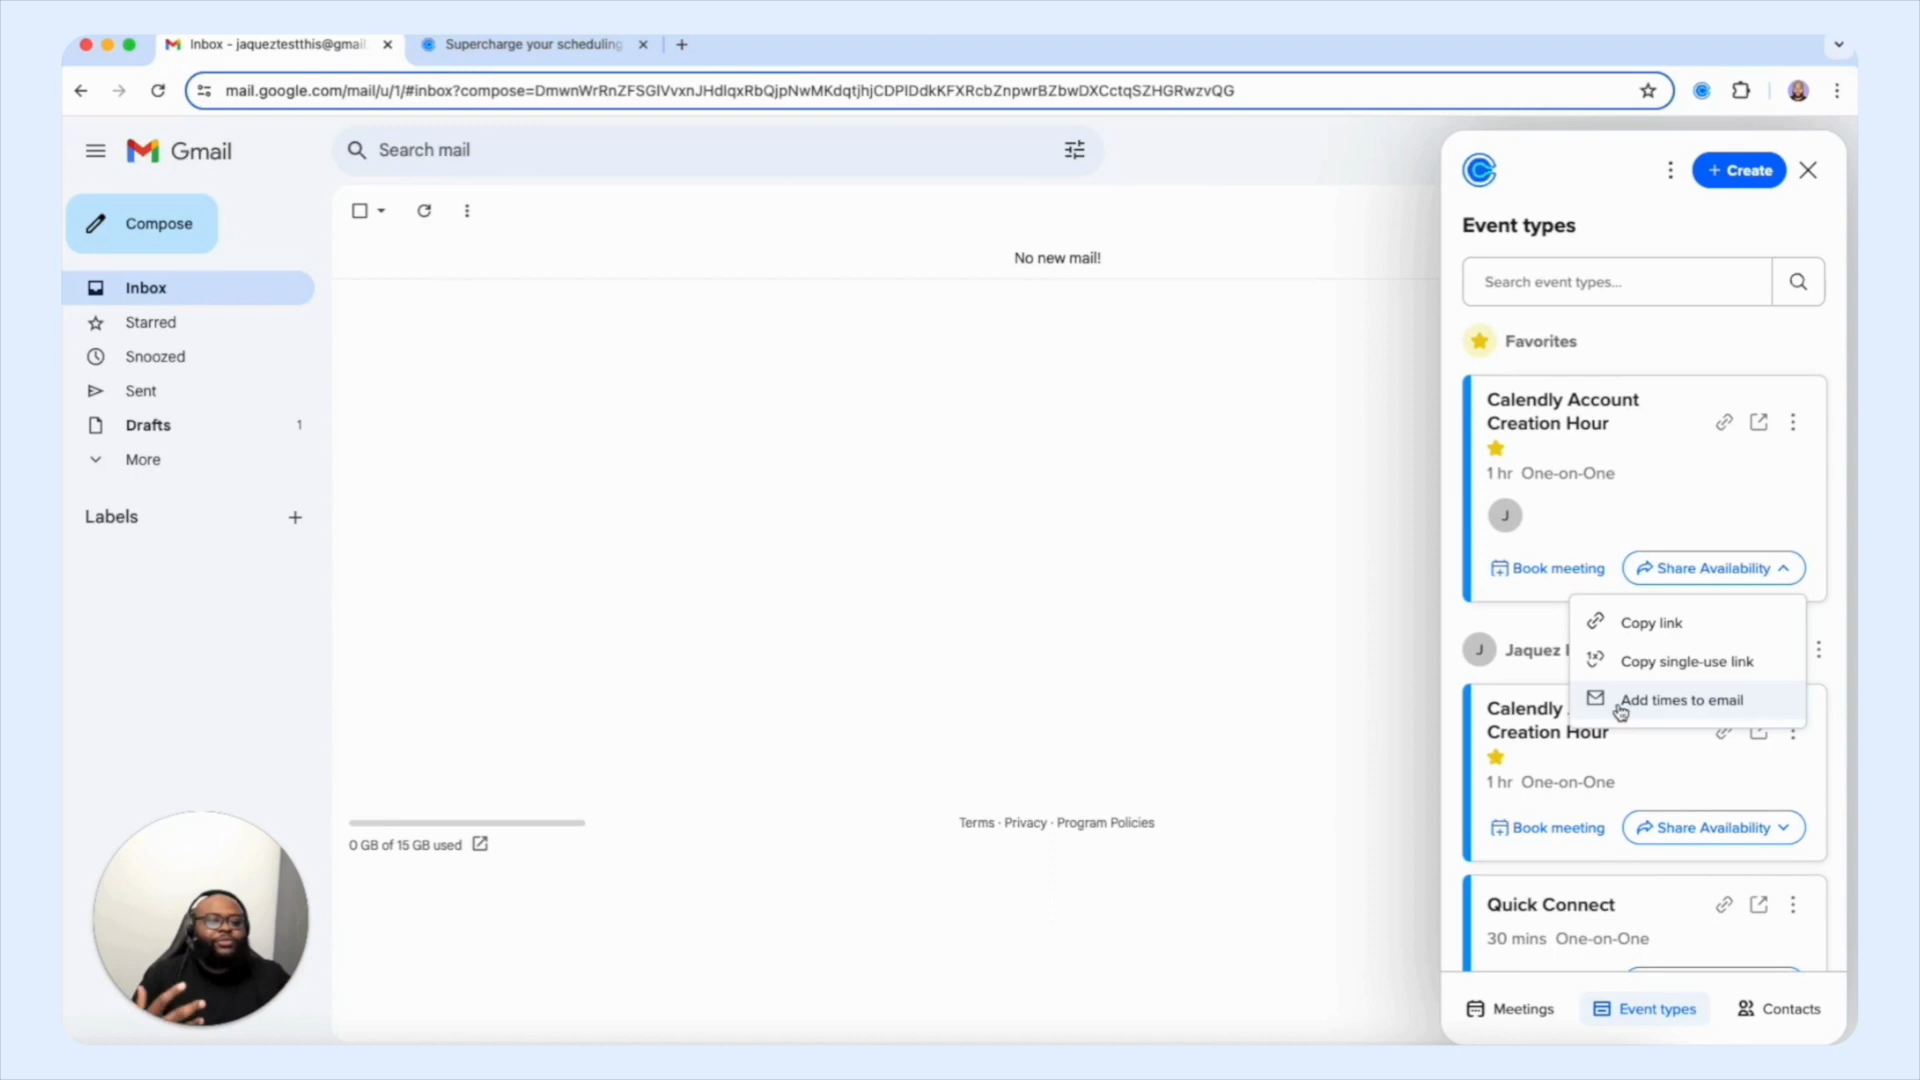 Inbox - jaqueztestthis@gmail.
Supercharge your scheduling
mail.google.com/mail/u/1/#inbox?compose=DmwnWrRnZFSGlVvxnJHdlqxRbQjpNwMKdqtjhjCDPlDdkKFXRcbZnpwrBZbwDXCctqSZHGRwzvQG
Gmail
Search mail
Compose
Inbox
Starred
Snoozed
Sent
Drafts 1
More
Labels
No new mail!
0 GB of 15 GB used
Terms · Privacy · Program Policies
+ Create
Event types
Search event types...
Favorites
Calendly Account
Creation Hour
1 hr One-on-One
J
Book meeting
Share Availability
Copy link
Copy single-use link
Add times to email
J
Jaquez
Calendly
Creation Hour
1 hr One-on-One
Book meeting
Share Availability
Quick Connect
30 mins One-on-One
Meetings
Event types
Contacts